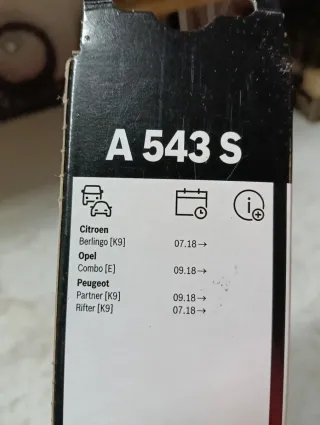 A 543 S
Citroen
Berlingo [K9] 07.18→
Opel
Combo [E] 09.18→
Peugeot
Partner [K9] 09.18→
Rifter [K9] 07.18→